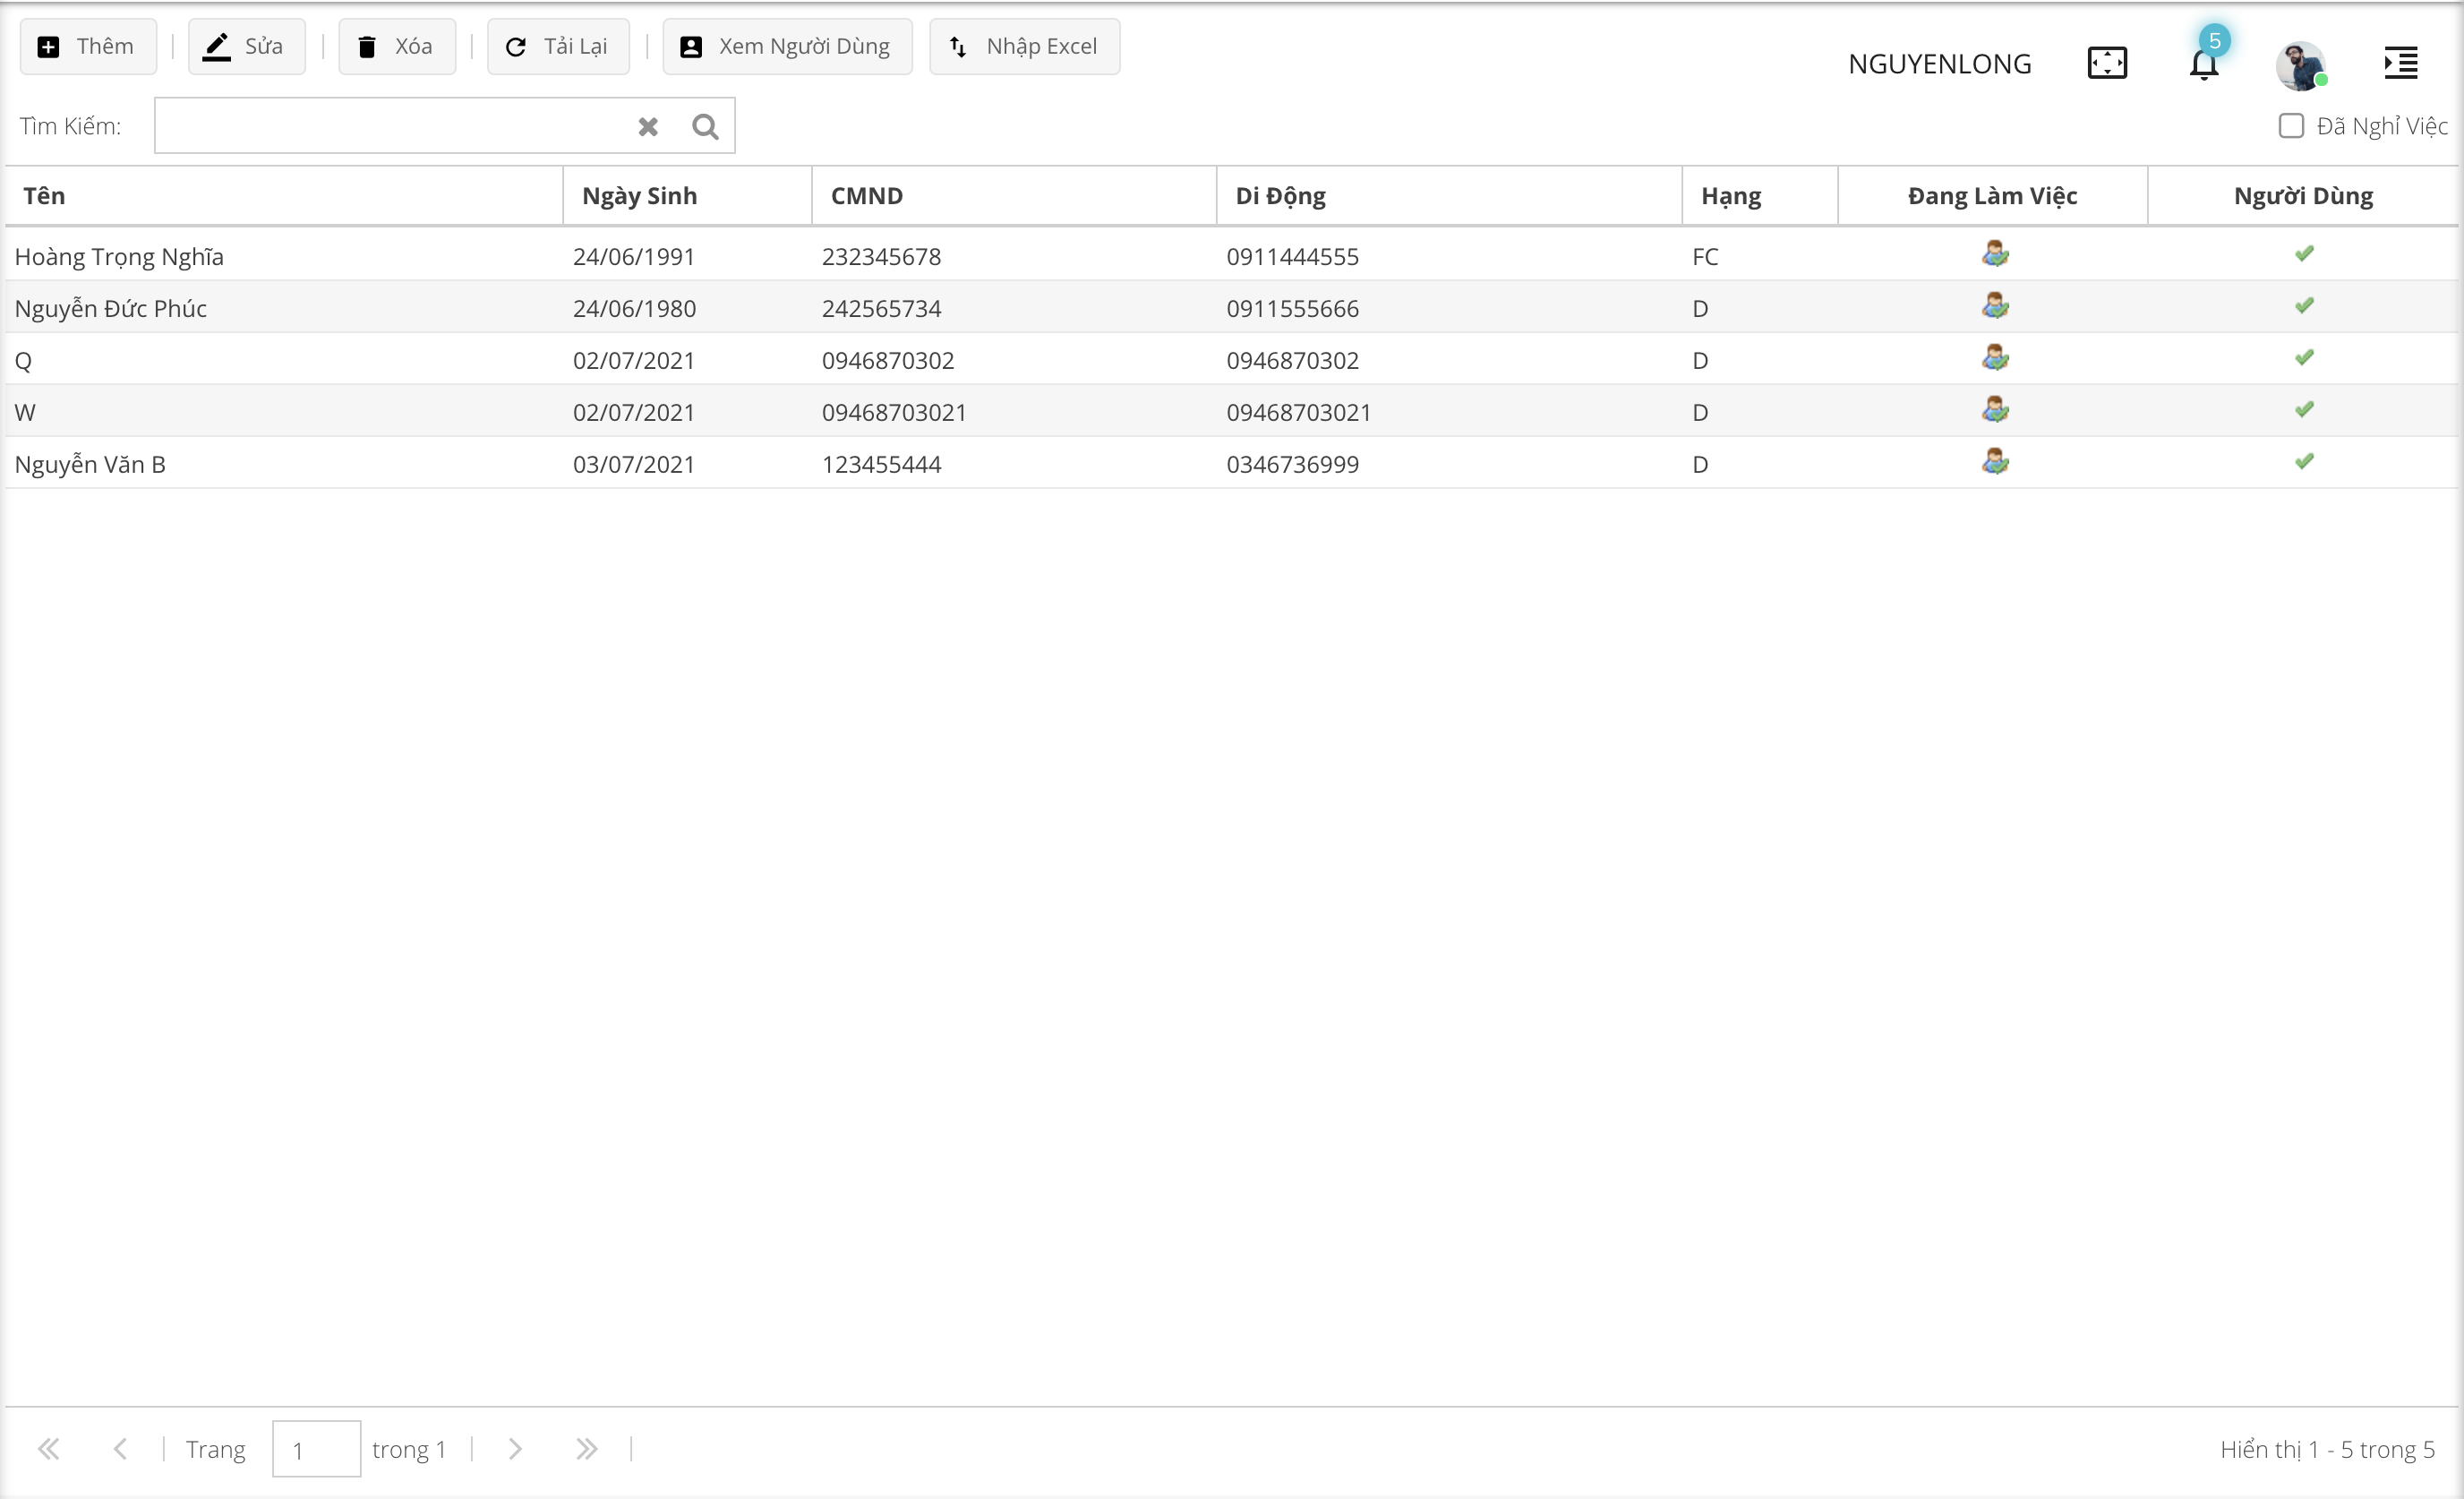 Thêm Sửa Xóa Tải Lại Xem Người Dùng Nhập Excel NGUYENLONG 5
Tìm Kiếm: Đã Nghỉ Việc
Tên Ngày Sinh CMND Di Động Hạng Đang Làm Việc Người Dùng
Hoàng Trọng Nghĩa 24/06/1991 232345678 0911444555 FC
Nguyễn Đức Phúc 24/06/1980 242565734 0911555666 D
Q 02/07/2021 0946870302 0946870302 D
W 02/07/2021 09468703021 09468703021 D
Nguyễn Văn B 03/07/2021 123455444 0346736999 D
Trang 1 trong 1 Hiển thị 1 - 5 trong 5